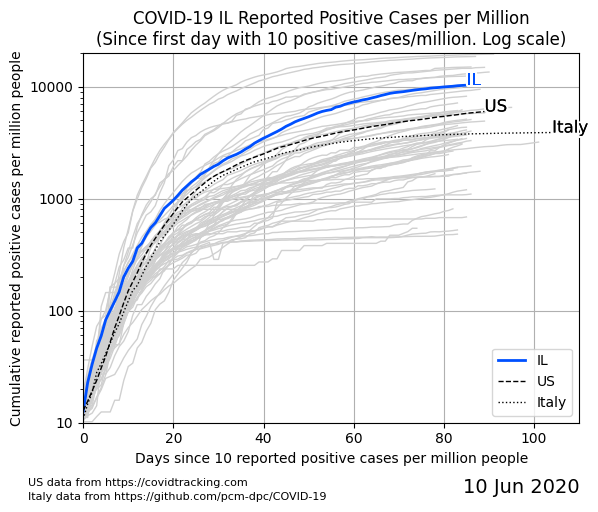 COVID-19 IL Reported Positive Cases per Million
(Since first day with 10 positive cases/million. Log scale)
Cumulative reported positive cases per million people
10000
1000
100
10
IL
US
Italy
IL
US
Italy
0
20
40
60
80
100
Days since 10 reported positive cases per million people
US data from https://covidtracking.com
Italy data from https://github.com/pcm-dpc/COVID-19
10 Jun 2020